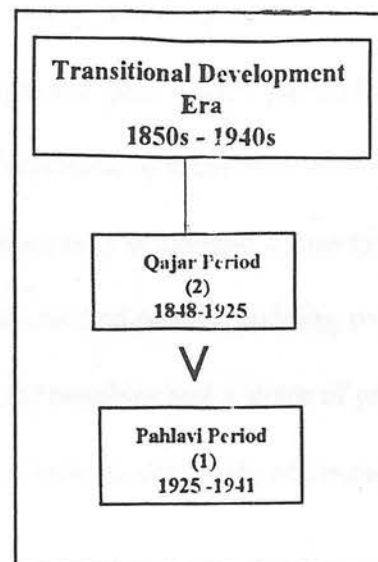 Transitional Development
Era
1850s - 1940s
Qajar Period
(2)
1848-1925
V
Pahlavi Period
(1)
1925-1941